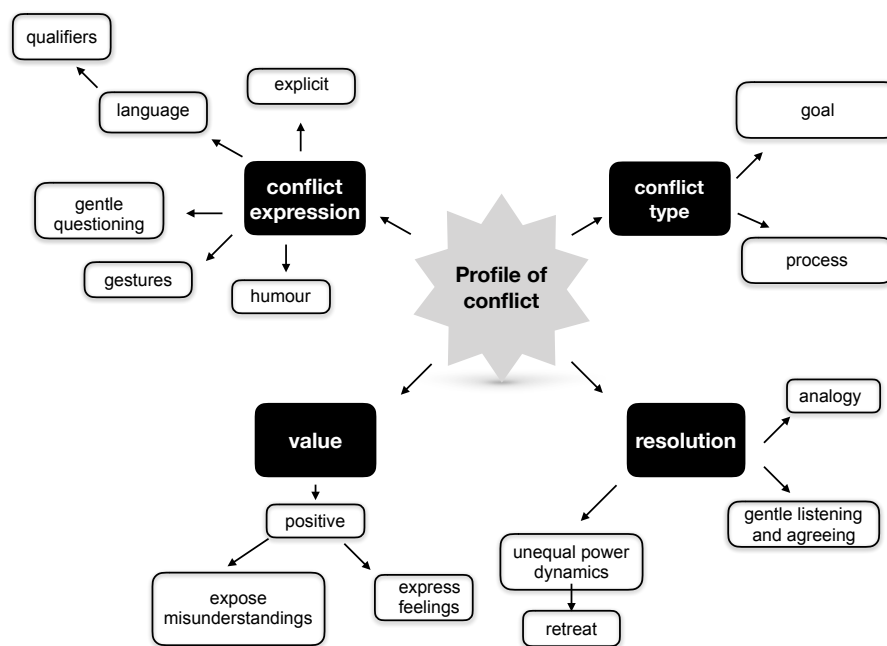 qualifiers
language
explicit
conflict
expression
gentle
questioning
gestures
humour
Profile of
conflict
conflict
type
goal
process
value
positive
expose
misunderstandings
express
feelings
resolution
analogy
gentle listening
and agreeing
unequal power
dynamics
retreat